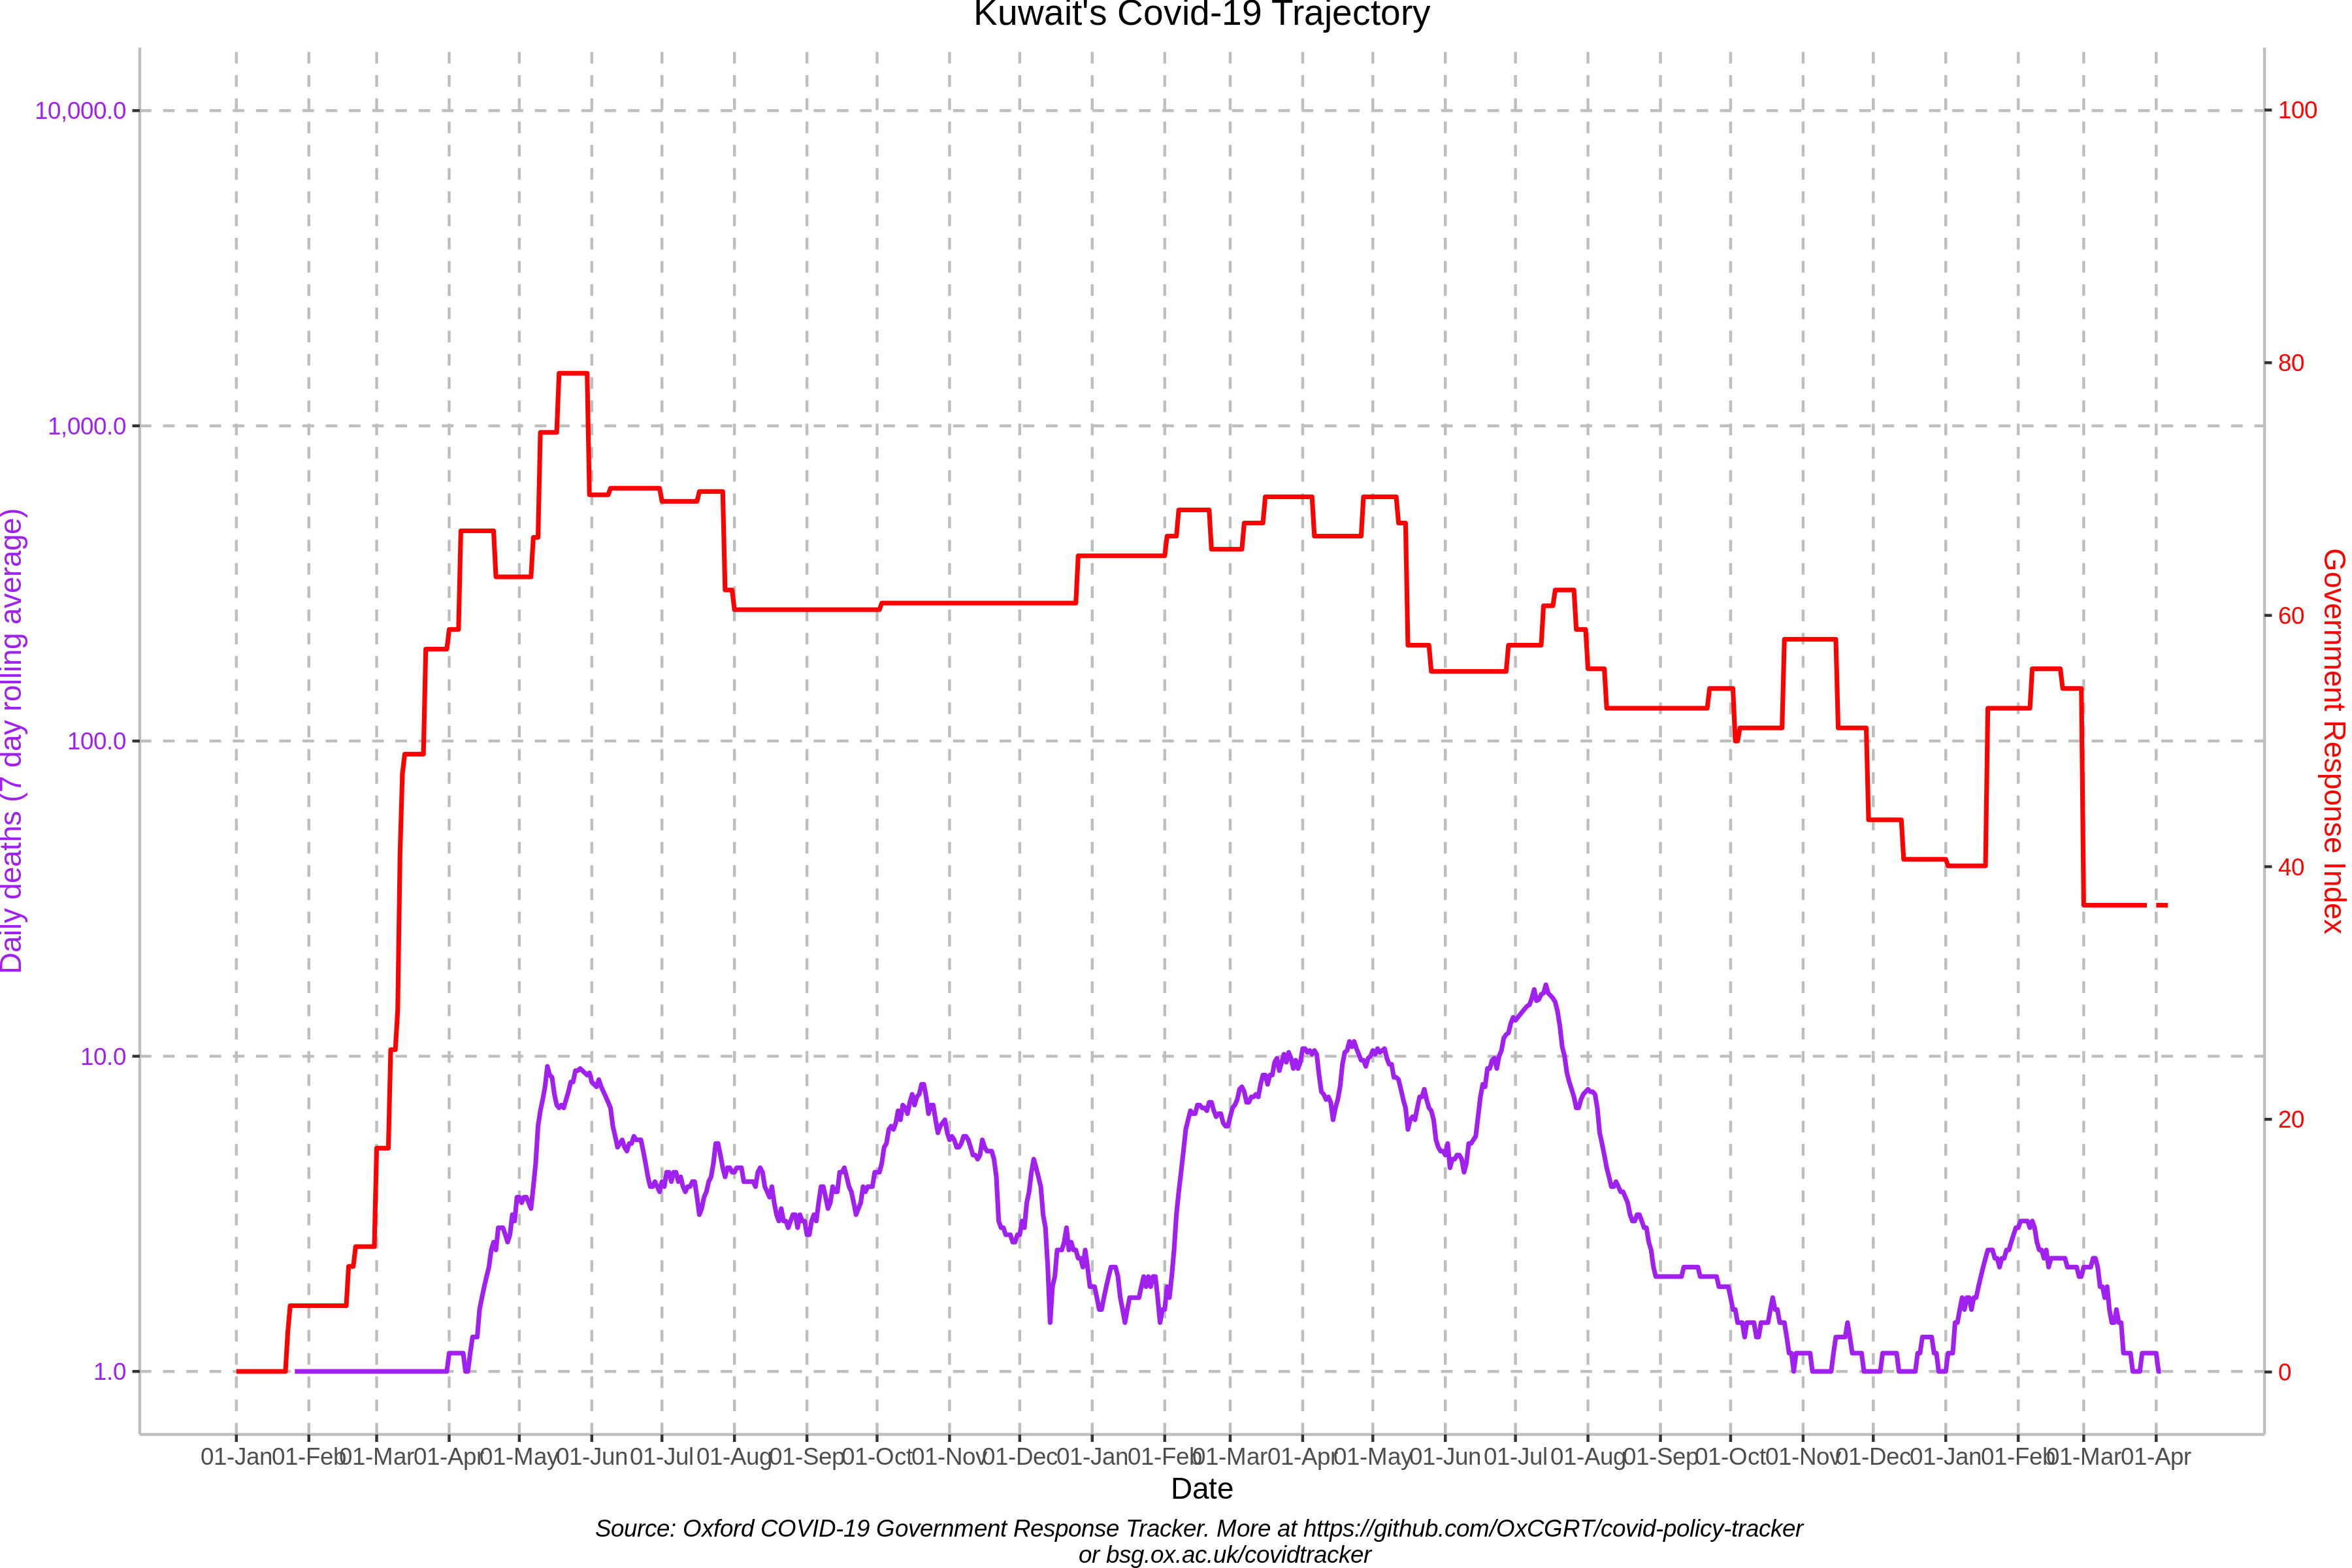 Kuwait's Covid-19 Trajectory
10,000.0
1,000.0
100.0
10.0
1.0
Daily deaths (7 day rolling average)
100
80
60
40
20
0
Government Response Index
01-Jan 01-Feb 01-Mar 01-Apr 01-May 01-Jun 01-Jul 01-Aug 01-Sep 01-Oct 01-Nov 01-Dec 01-Jan 01-Feb 01-Mar 01-Apr 01-May 01-Jun 01-Jul 01-Aug 01-Sep 01-Oct 01-Nov 01-Dec 01-Jan 01-Feb 01-Mar 01-Apr
Date
Source: Oxford COVID-19 Government Response Tracker. More at https://github.com/OxCGRT/covid-policy-tracker
or bsg.ox.ac.uk/covidtracker